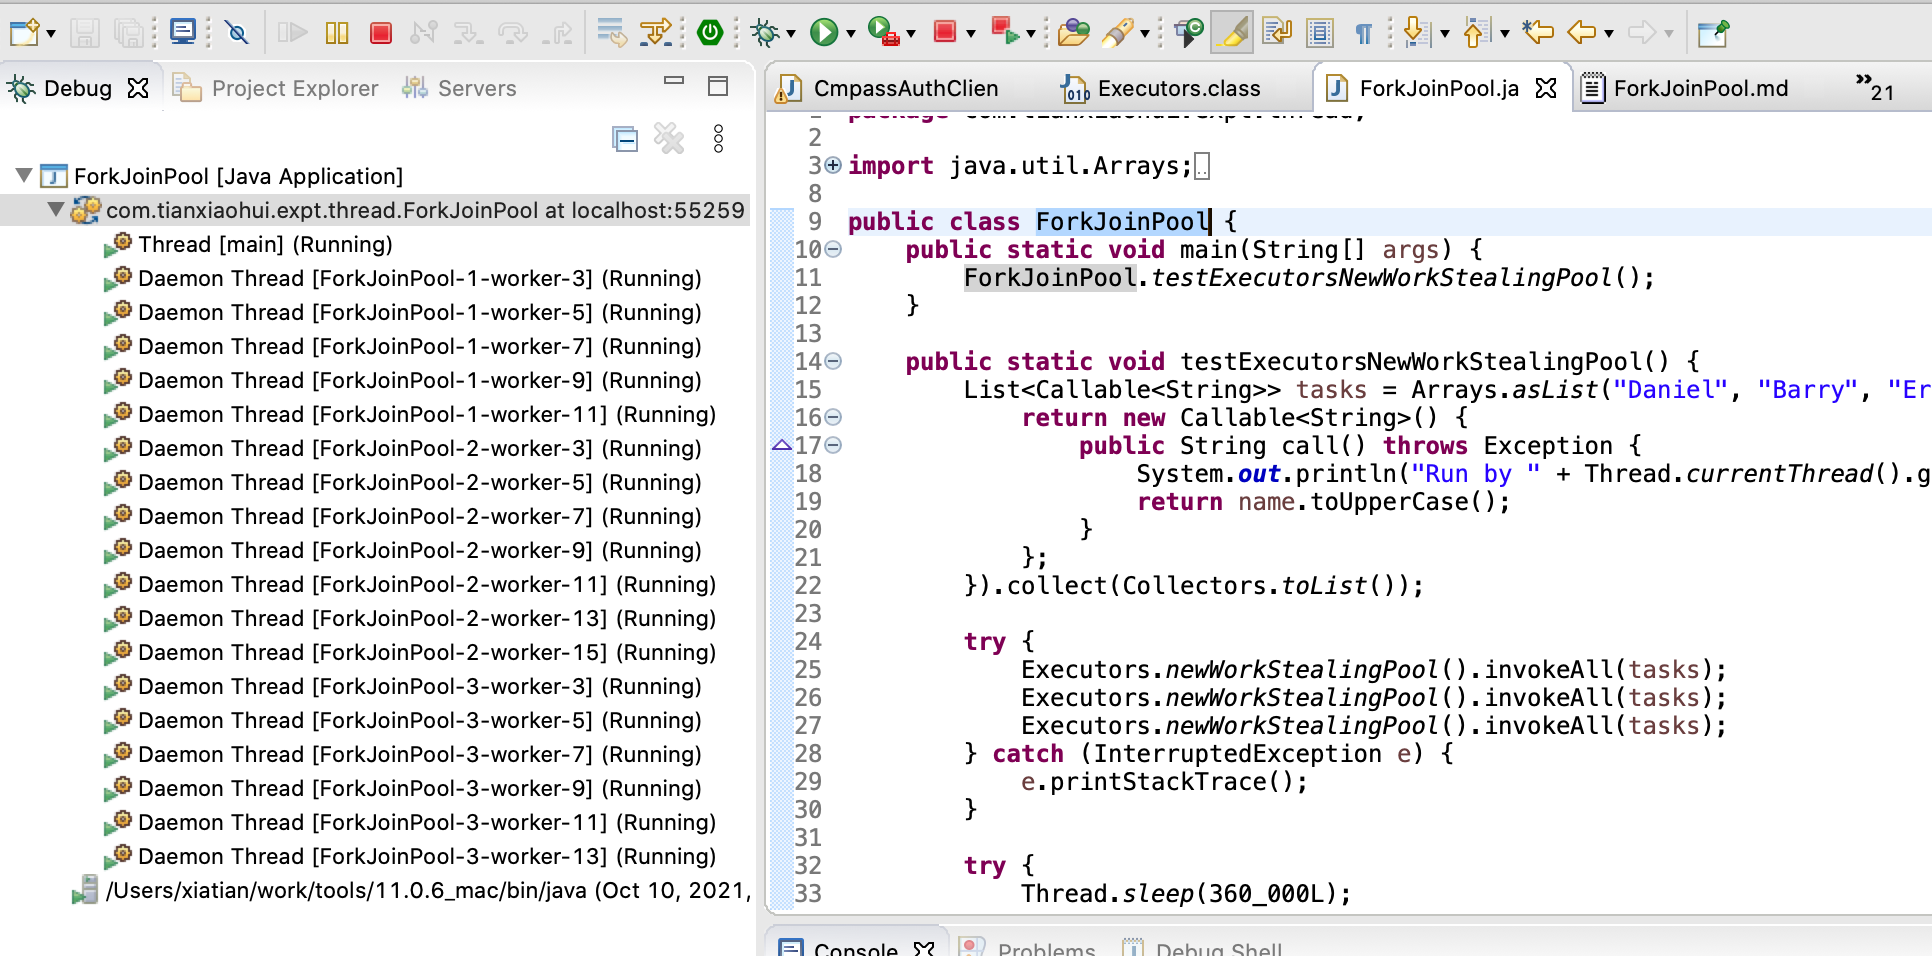 Debug Project Explorer Servers
ForkJoinPool [Java Application]
com.tianxiaohui.expt.thread.ForkJoinPool at localhost:55259
Thread [main] (Running)
Daemon Thread [ForkJoinPool-1-worker-3] (Running)
Daemon Thread [ForkJoinPool-1-worker-5] (Running)
Daemon Thread [ForkJoinPool-1-worker-7] (Running)
Daemon Thread [ForkJoinPool-1-worker-9] (Running)
Daemon Thread [ForkJoinPool-1-worker-11] (Running)
Daemon Thread [ForkJoinPool-2-worker-3] (Running)
Daemon Thread [ForkJoinPool-2-worker-5] (Running)
Daemon Thread [ForkJoinPool-2-worker-7] (Running)
Daemon Thread [ForkJoinPool-2-worker-9] (Running)
Daemon Thread [ForkJoinPool-2-worker-11] (Running)
Daemon Thread [ForkJoinPool-2-worker-13] (Running)
Daemon Thread [ForkJoinPool-2-worker-15] (Running)
Daemon Thread [ForkJoinPool-3-worker-3] (Running)
Daemon Thread [ForkJoinPool-3-worker-5] (Running)
Daemon Thread [ForkJoinPool-3-worker-7] (Running)
Daemon Thread [ForkJoinPool-3-worker-9] (Running)
Daemon Thread [ForkJoinPool-3-worker-11] (Running)
Daemon Thread [ForkJoinPool-3-worker-13] (Running)
/Users/xiatian/work/tools/11.0.6_mac/bin/java (Oct 10, 2021,
CmpassAuthClien Executors.class ForkJoinPool.ja ForkJoinPool.md 21
1 package com.tianxiaohui.expt.thread;
2
3 import java.util.Arrays;
8
9 public class ForkJoinPool {
10 public static void main(String[] args) {
11 ForkJoinPool.testExecutorsNewWorkStealingPool();
12 }
13
14 public static void testExecutorsNewWorkStealingPool() {
15 List<Callable<String>> tasks = Arrays.asList("Daniel", "Barry", "Er
16 return new Callable<String>() {
17 public String call() throws Exception {
18 System.out.println("Run by " + Thread.currentThread().g
19 return name.toUpperCase();
20 }
21 };
22 }).collect(Collectors.toList());
23
24 try {
25 Executors.newWorkStealingPool().invokeAll(tasks);
26 Executors.newWorkStealingPool().invokeAll(tasks);
27 Executors.newWorkStealingPool().invokeAll(tasks);
28 } catch (InterruptedException e) {
29 e.printStackTrace();
30 }
31
32 try {
33 Thread.sleep(360_000L);
Console Problems Debug Shell